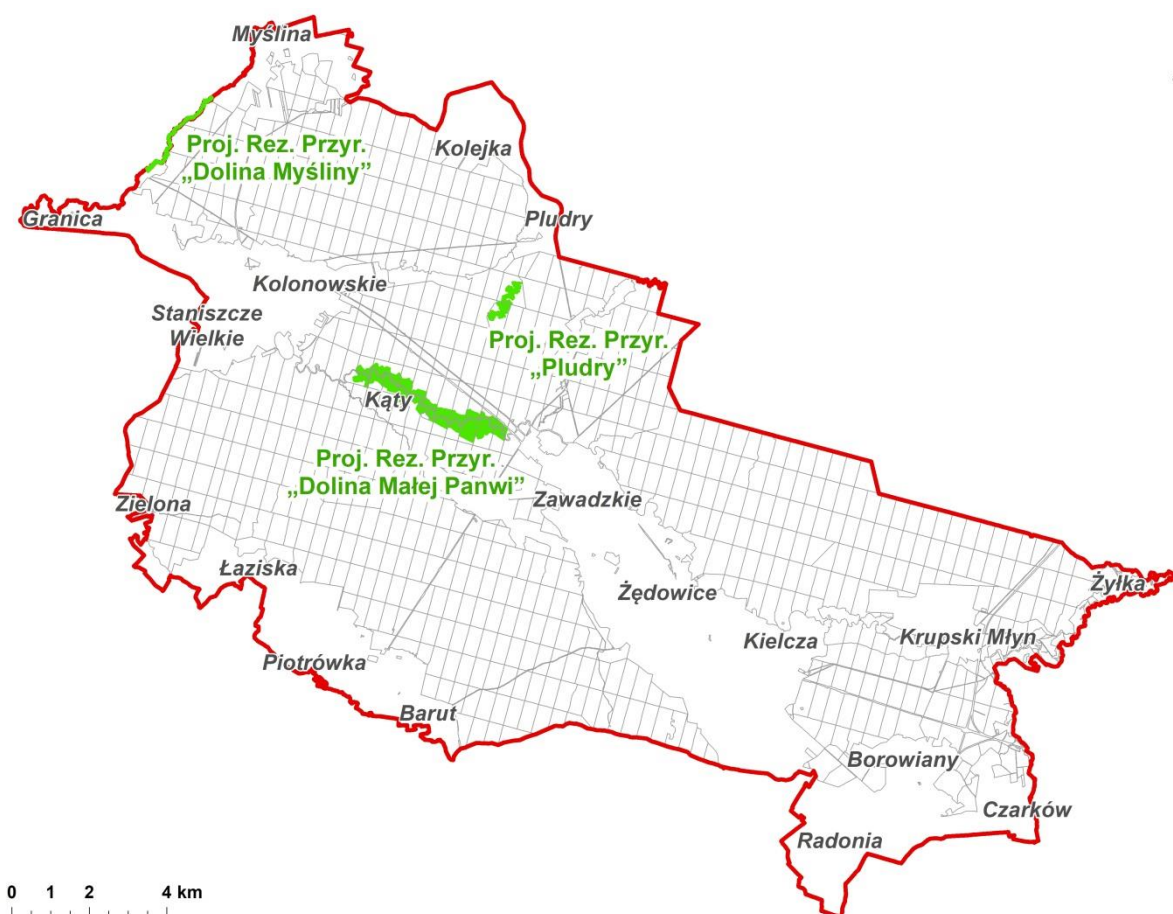 Myślina
Proj. Rez. Przyr.
„Dolina Myśliny”
Kolejka
Granica
Pludry
Kolonowskie
Staniszcze
Wielkie
Proj. Rez. Przyr.
„Pludry”
Kąty
Proj. Rez. Przyr.
„Dolina Małej Panwi”
Zawadzkie
Zielona
Łaziska
Żędowice
Żyłka
Kielcza
Krupski Młyn
Piotrówka
Barut
Borowiany
Czarków
Radonia
0 1 2 4 km